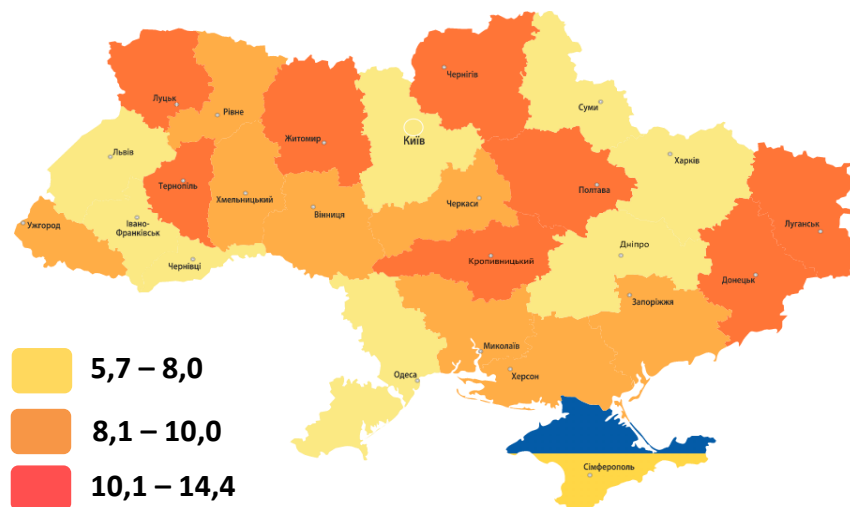 Чернігів
Луцьк
Рівне
Суми
Житомир
Київ
Львів
Харків
Тернопіль
Полтава
Хмельницький
Черкаси
Вінниця
Ужгород
Івано-
Франківськ
Луганськ
Дніпро
Кропивницький
Чернівці
Донецьк
Запоріжжя
Миколаїв
Одеса
Херсон
5,7 – 8,0
8,1 – 10,0
Сімферополь
10,1 – 14,4